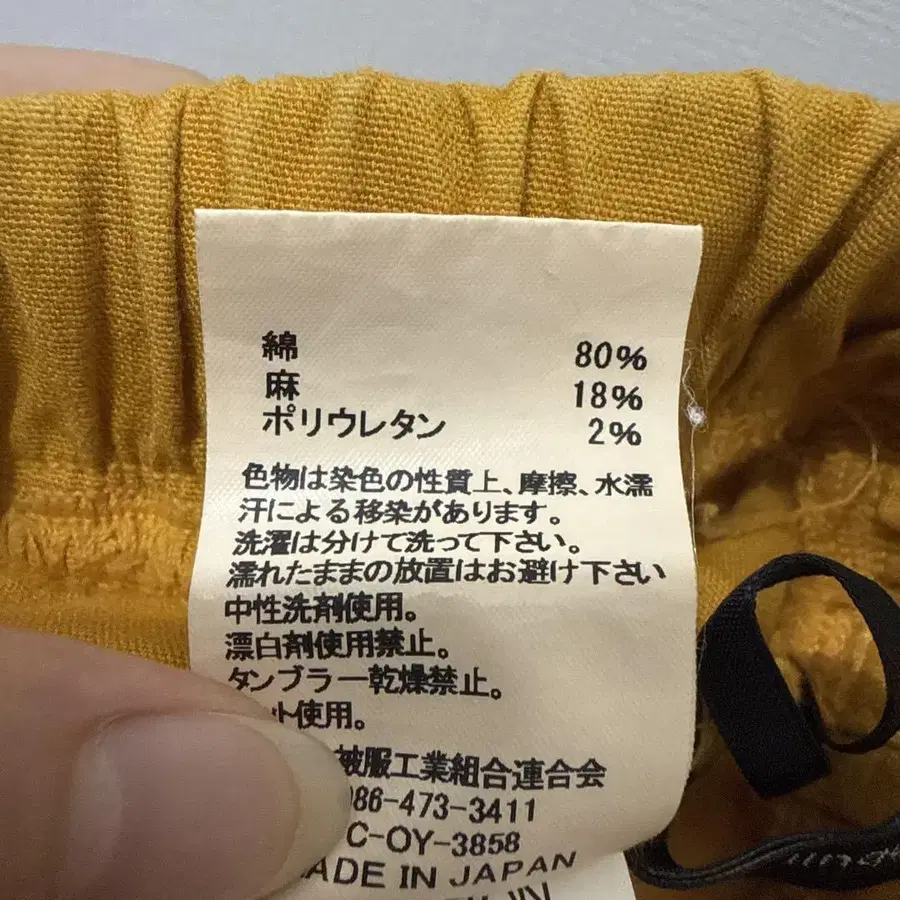 綿 80%
麻 18%
ポリウレタン 2%
色物は染色の性質上、摩擦、水濡
汗による移染があります。
洗濯は分けて洗って下さい。
濡れたままの放置はお避け下さい
中性洗剤使用。
漂白剤使用禁止。
タンブラー乾燥禁止。
ット使用。
被服工業組合連合会
086-473-3411
C-OY-3858
MADE IN JAPAN